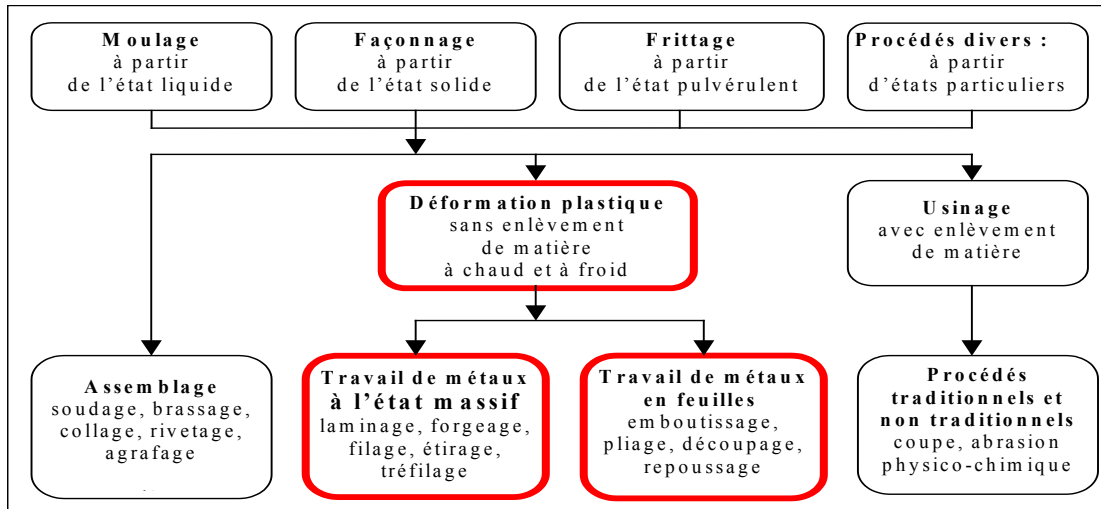 Moulage
à partir
de l'état liquide
Façonnage
à partir
de l'état solide
Frittage
à partir
de l'état pulvérulent
Procédés divers :
à partir
d'états particuliers
Déformation plastique
sans enlèvement
de matière
à chaud et à froid
Usinage
avec enlèvement
de matière
Assemblage
soudage, brassage,
collage, rivetage,
agrafage
Travail de métaux
à l'état massif
laminage, forgeage,
filage, étirage,
tréfilage
Travail de métaux
en feuilles
emboutissage,
pliage, découpage,
repoussage
Procédés
traditionnels et
non traditionnels
coupe, abrasion
physico-chimique